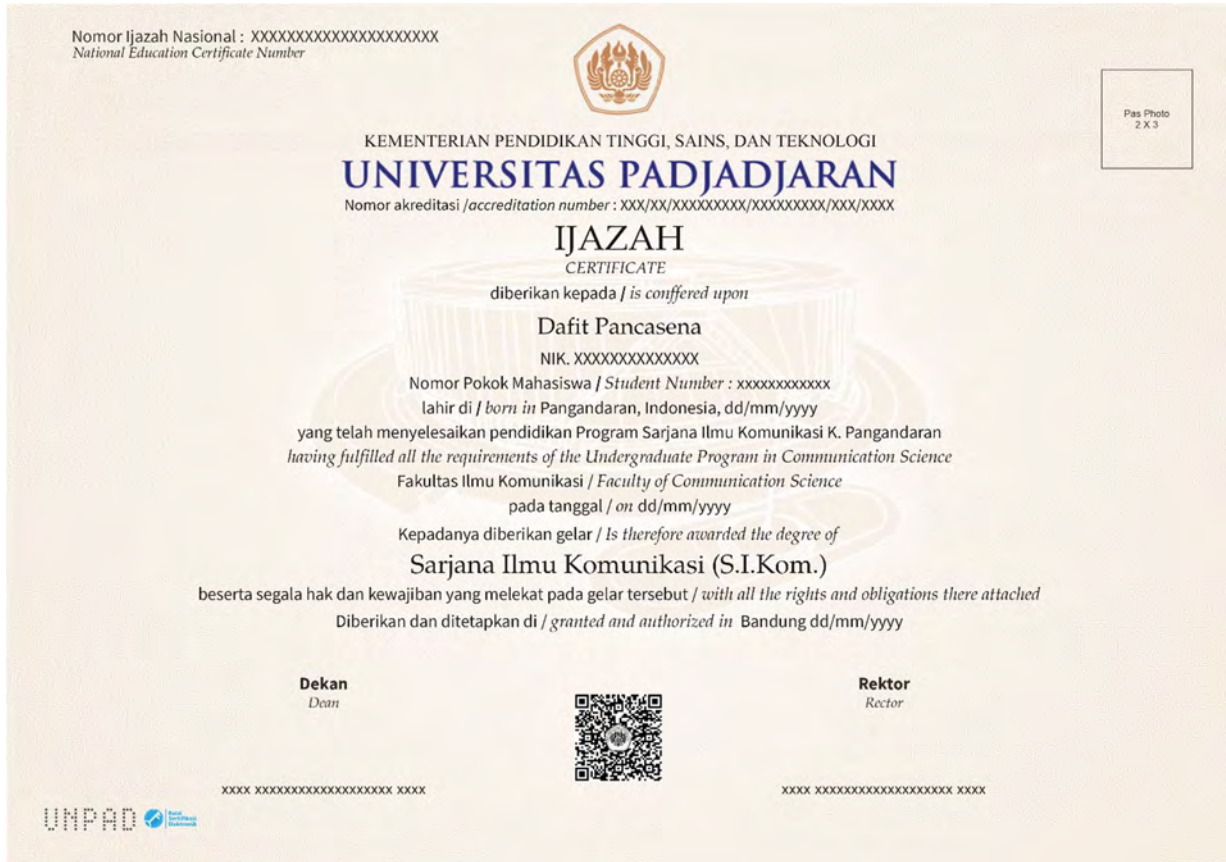 Nomor Ijazah Nasional : XXXXXXXXXXXXXXXXXXXXXX
National Education Certificate Number
Pas Photo
2 X 3
KEMENTERIAN PENDIDIKAN TINGGI, SAINS, DAN TEKNOLOGI
UNIVERSITAS PADJADJARAN
Nomor akreditasi /accreditation number : XXX/XX/XXXXXXXXX/XXXXXXXXX/XXX/XXXX
IJAZAH
CERTIFICATE
diberikan kepada / is conffered upon
Dafit Pancasena
NIK. XXXXXXXXXXXXXX
Nomor Pokok Mahasiswa / Student Number : xxxxxxxxxxxx
lahir di / born in Pangandaran, Indonesia, dd/mm/yyyy
yang telah menyelesaikan pendidikan Program Sarjana Ilmu Komunikasi K. Pangandaran
having fulfilled all the requirements of the Undergraduate Program in Communication Science
Fakultas Ilmu Komunikasi / Faculty of Communication Science
pada tanggal / on dd/mm/yyyy
Kepadanya diberikan gelar / Is therefore awarded the degree of
Sarjana Ilmu Komunikasi (S.I.Kom.)
beserta segala hak dan kewajiban yang melekat pada gelar tersebut / with all the rights and obligations there attached
Diberikan dan ditetapkan di / granted and authorized in Bandung dd/mm/yyyy
Dekan
Dean
Rektor
Rector
xxxx xxxxxxxxxxxxxxxxxxx xxxx
xxxx xxxxxxxxxxxxxxxxxxx xxxx
UNPAD
Balai
Sertifikasi
Elektronik